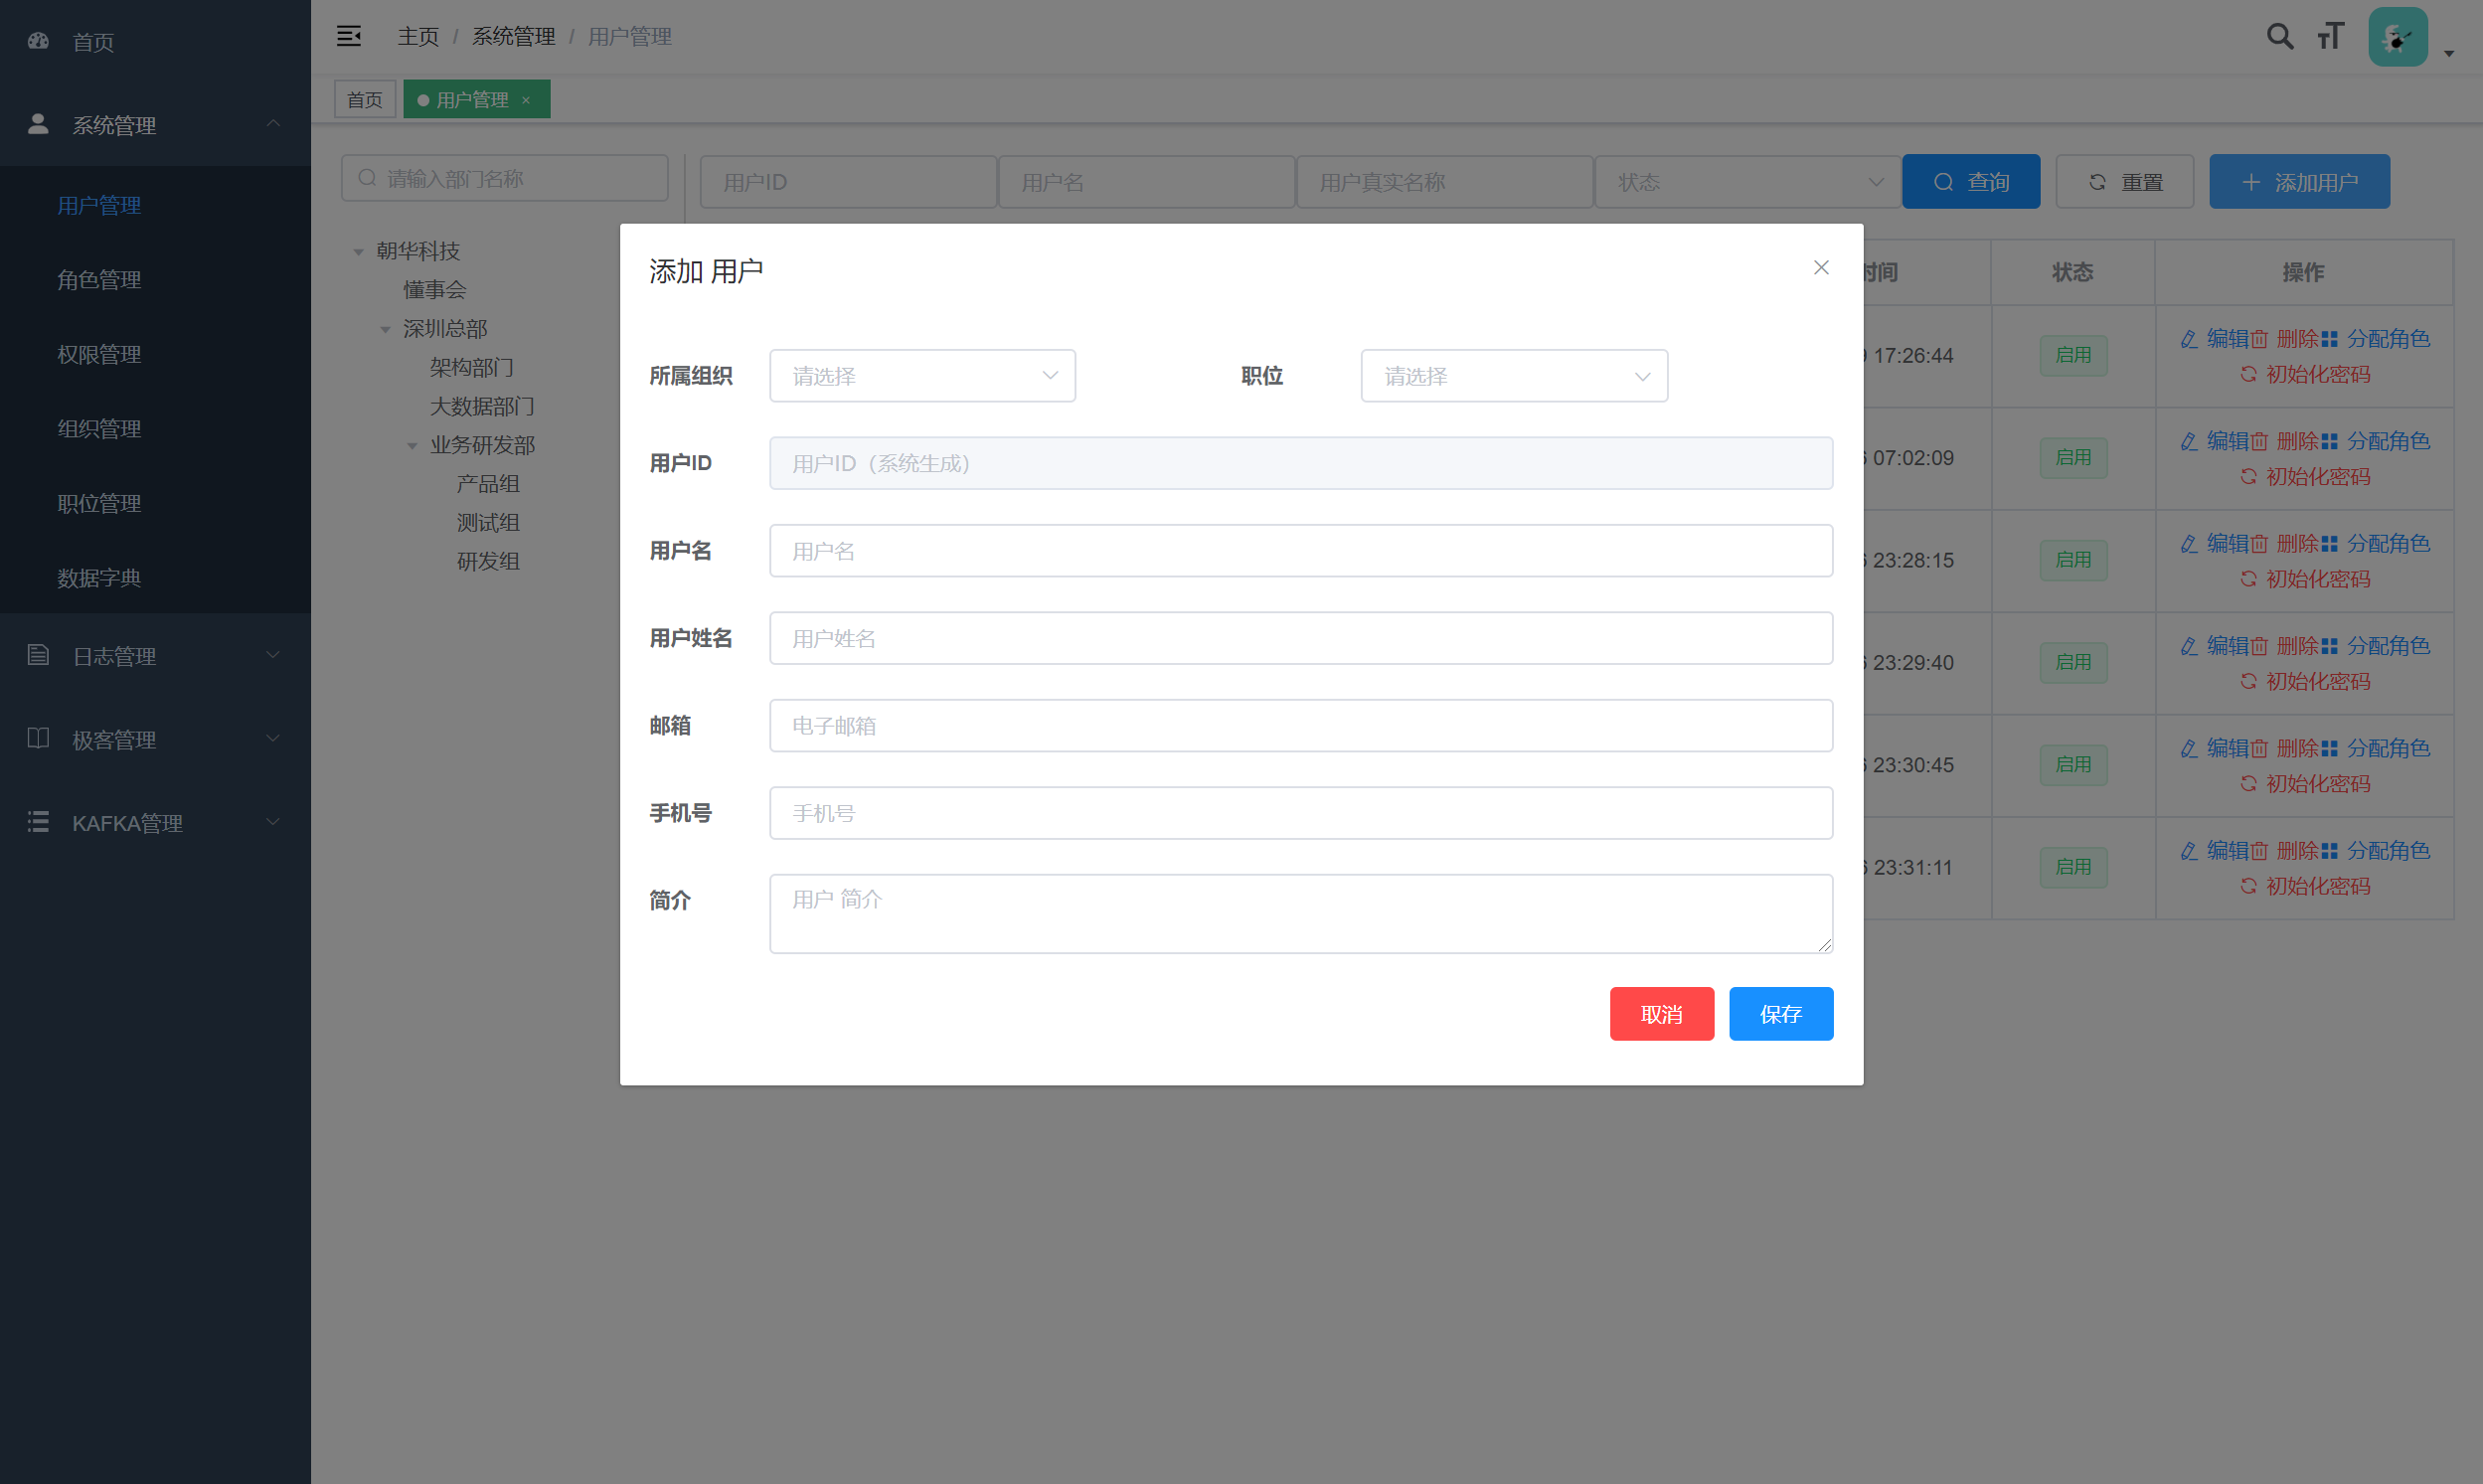 首页
系统管理
用户管理
角色管理
权限管理
组织管理
职位管理
数据字典
日志管理
极客管理
KAFKA管理
主页 / 系统管理 / 用户管理
首页
用户管理 ×
请输入部门名称
朝华科技
懂事会
深圳总部
架构部门
大数据部门
业务研发部
产品组
测试组
研发组
用户ID 用户名 用户真实名称 状态 查询 重置 添加用户
时间 状态 操作
17:26:44 启用 编辑 删除 分配角色
初始化密码
07:02:09 启用 编辑 删除 分配角色
初始化密码
23:28:15 启用 编辑 删除 分配角色
初始化密码
23:29:40 启用 编辑 删除 分配角色
初始化密码
23:30:45 启用 编辑 删除 分配角色
初始化密码
23:31:11 启用 编辑 删除 分配角色
初始化密码
添加 用户
所属组织 请选择 职位 请选择
用户ID 用户ID（系统生成）
用户名 用户名
用户姓名 用户姓名
邮箱 电子邮箱
手机号 手机号
简介 用户 简介
取消 保存